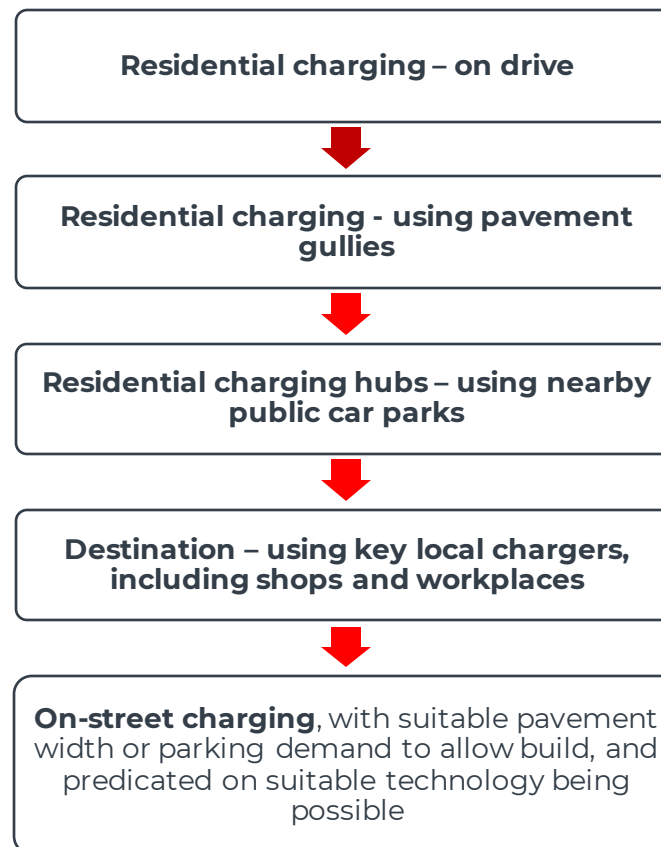 Residential charging – on drive
Residential charging - using pavement
gullies
Residential charging hubs – using nearby
public car parks
Destination – using key local chargers,
including shops and workplaces
On-street charging, with suitable pavement
width or parking demand to allow build, and
predicated on suitable technology being
possible